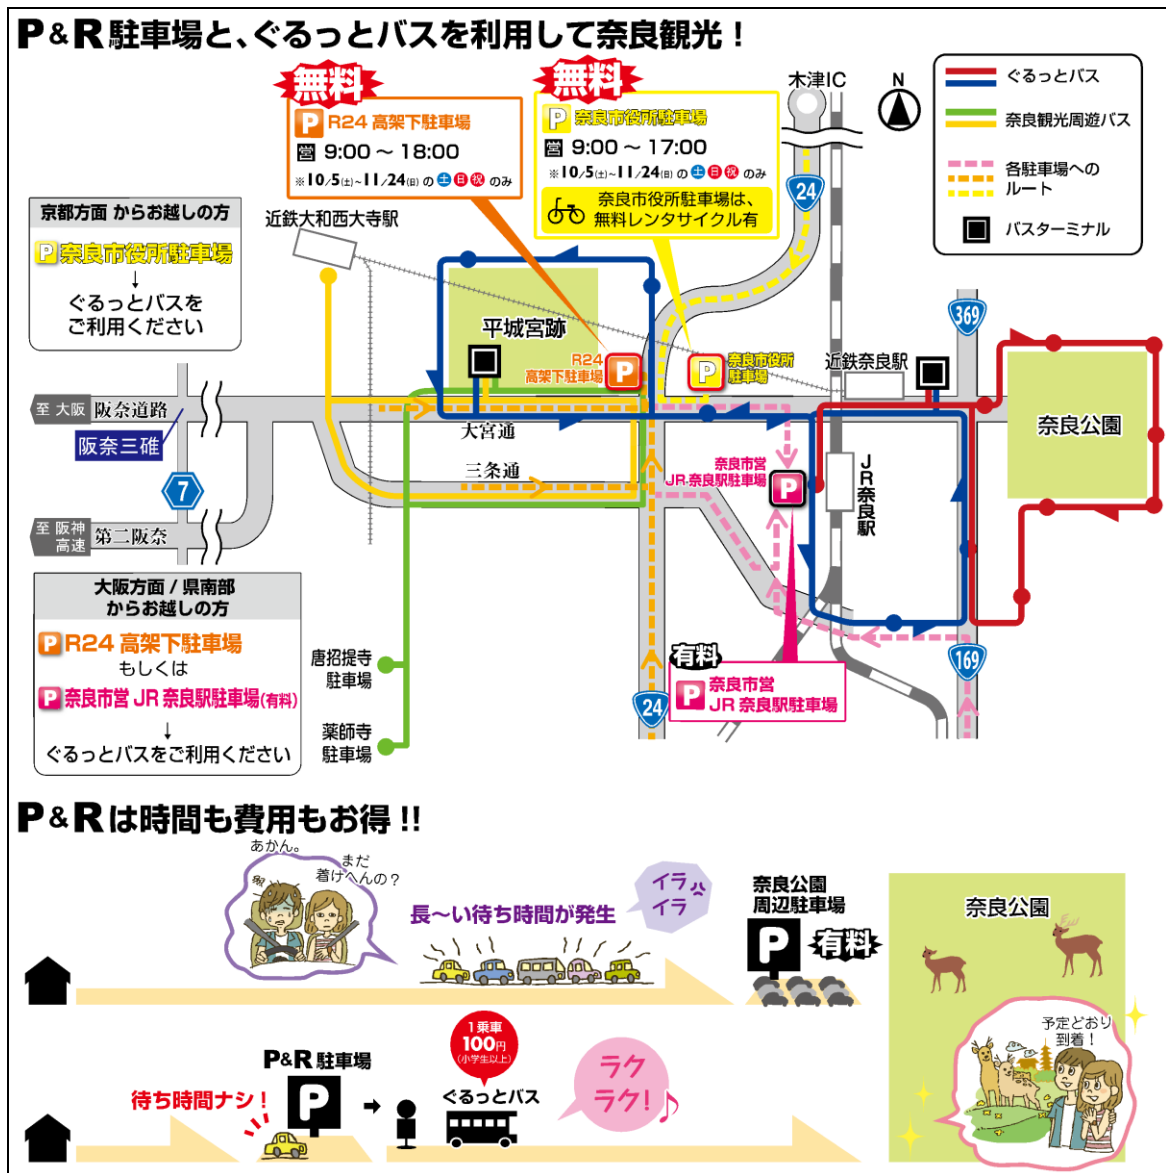 P&R駐車場と、ぐるっとバスを利用して奈良観光！
無料
P R24 高架下駐車場
営 9:00 〜 18:00
※10/5(土)~11/24(日) の 土 日 祝 のみ
無料
P 奈良市役所駐車場
営 9:00 〜 17:00
※10/5(土)~11/24(日) の 土 日 祝 のみ
奈良市役所駐車場は、
無料レンタサイクル有
木津IC
N
24
ぐるっとバス
奈良観光周遊バス
各駐車場への
ルート
バスターミナル
京都方面 からお越しの方
P 奈良市役所駐車場
↓
ぐるっとバスを
ご利用ください
近鉄大和西大寺駅
平城宮跡
R24
高架下駐車場
P
P
奈良市役所
駐車場
近鉄奈良駅
369
奈良公園
至 大阪
阪奈道路
阪奈三碓
7
至 阪神
高速
第二阪奈
大宮通
三条通
奈良市営
JR 奈良駅駐車場
P
JR奈良駅
大阪方面 / 県南部
からお越しの方
P R24 高架下駐車場
もしくは
P 奈良市営 JR 奈良駅駐車場(有料)
↓
ぐるっとバスをご利用ください
唐招提寺
駐車場
薬師寺
駐車場
24
有料
P 奈良市営
JR 奈良駅駐車場
169
P&Rは時間も費用もお得 !!
あかん。
まだ
着けへんの？
長〜い待ち時間が発生
イラ
イラ
奈良公園
周辺駐車場
P
有料
奈良公園
予定どおり
到着！
待ち時間ナシ！
P&R 駐車場
P
1乗車
100円
(小学生以上)
ぐるっとバス
ラク
ラク！♪